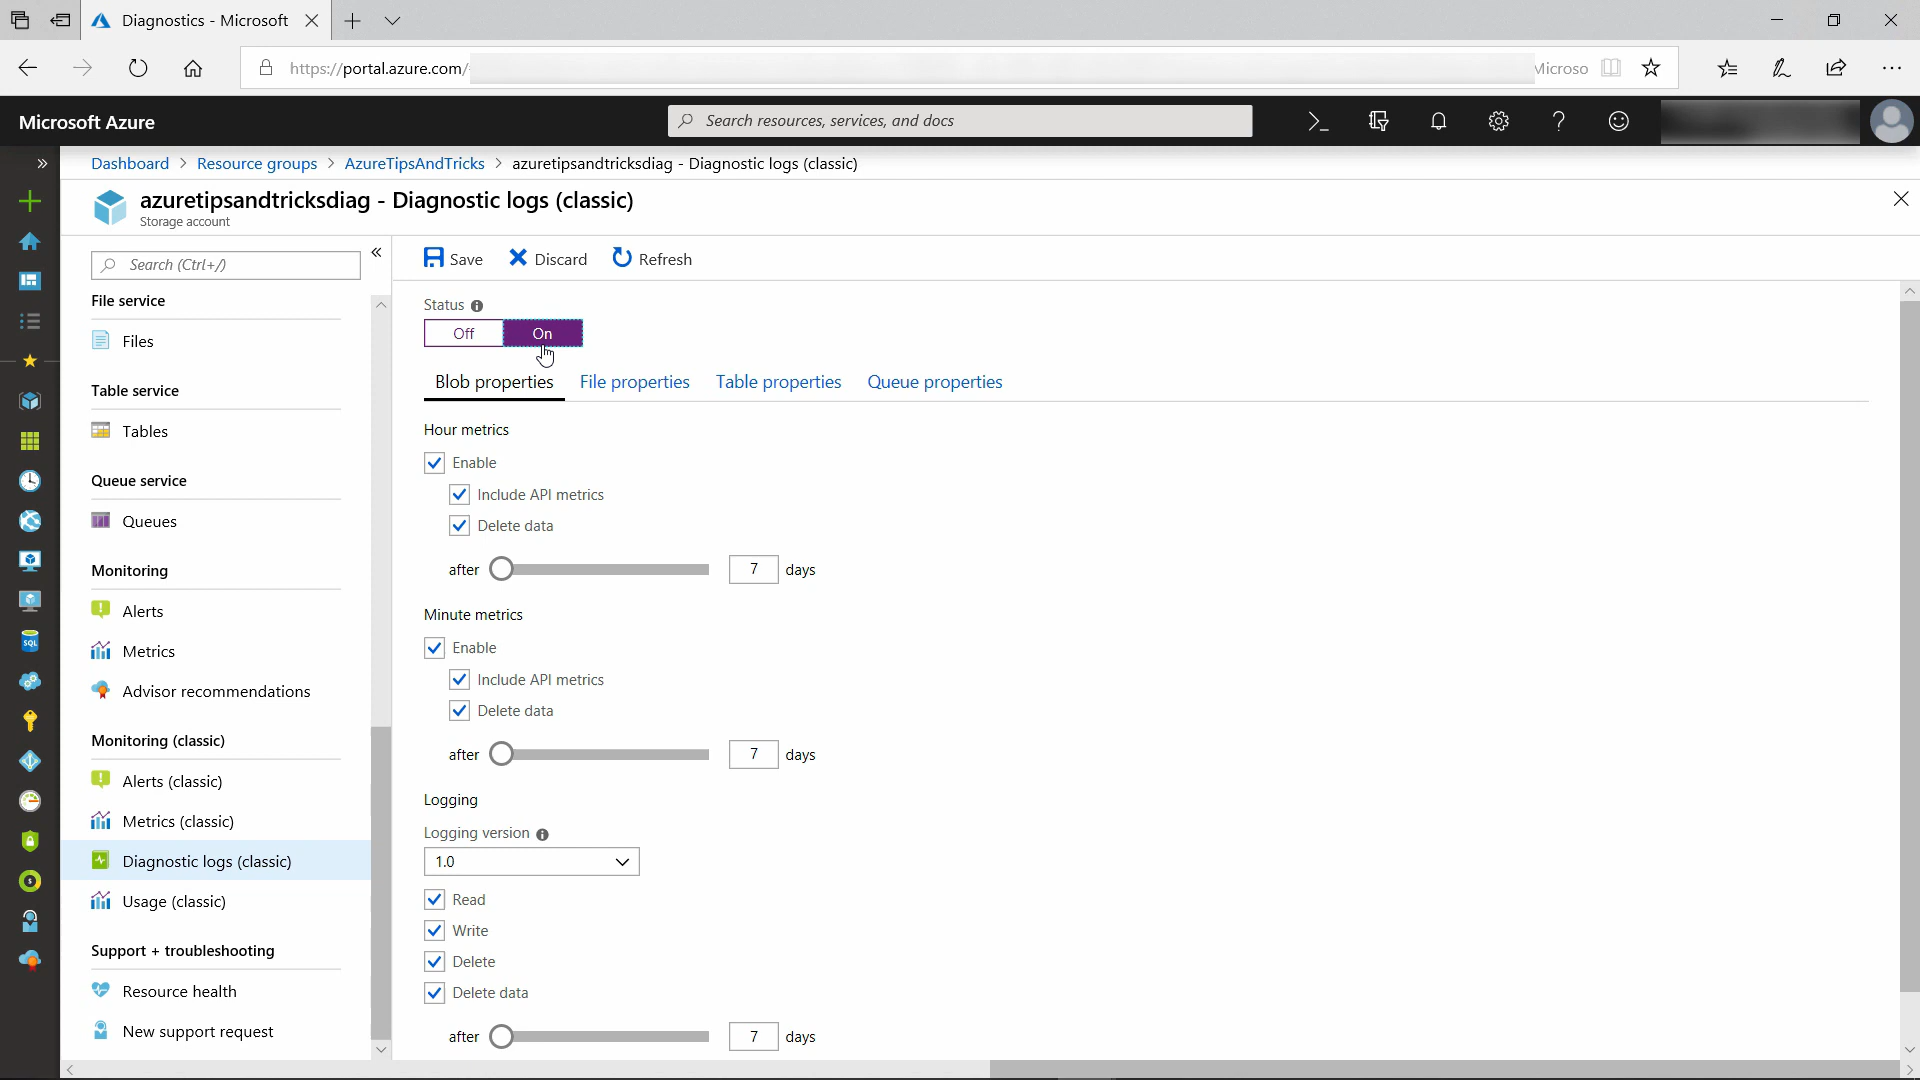 Diagnostics - Microsoft
https://portal.azure.com/
Microso
Microsoft Azure
Search resources, services, and docs
Dashboard > Resource groups > AzureTipsAndTricks > azuretipsandtricksdiag - Diagnostic logs (classic)
azuretipsandtricksdiag - Diagnostic logs (classic)
Storage account
Search (Ctrl+/)
File service
Files
Table service
Tables
Queue service
Queues
Monitoring
Alerts
Metrics
Advisor recommendations
Monitoring (classic)
Alerts (classic)
Metrics (classic)
Diagnostic logs (classic)
Usage (classic)
Support + troubleshooting
Resource health
New support request
Save Discard Refresh
Status
Off On
Blob properties File properties Table properties Queue properties
Hour metrics
Enable
Include API metrics
Delete data
after 7 days
Minute metrics
Enable
Include API metrics
Delete data
after 7 days
Logging
Logging version
1.0
Read
Write
Delete
Delete data
after 7 days